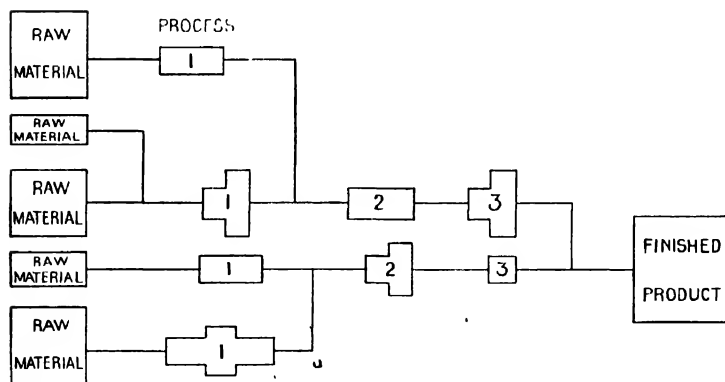 PROCESS
RAW
MATERIAL
1
RAW
MATERIAL
RAW
MATERIAL
1
2
3
RAW
MATERIAL
1
2
3
FINISHED
PRODUCT
RAW
MATERIAL
1